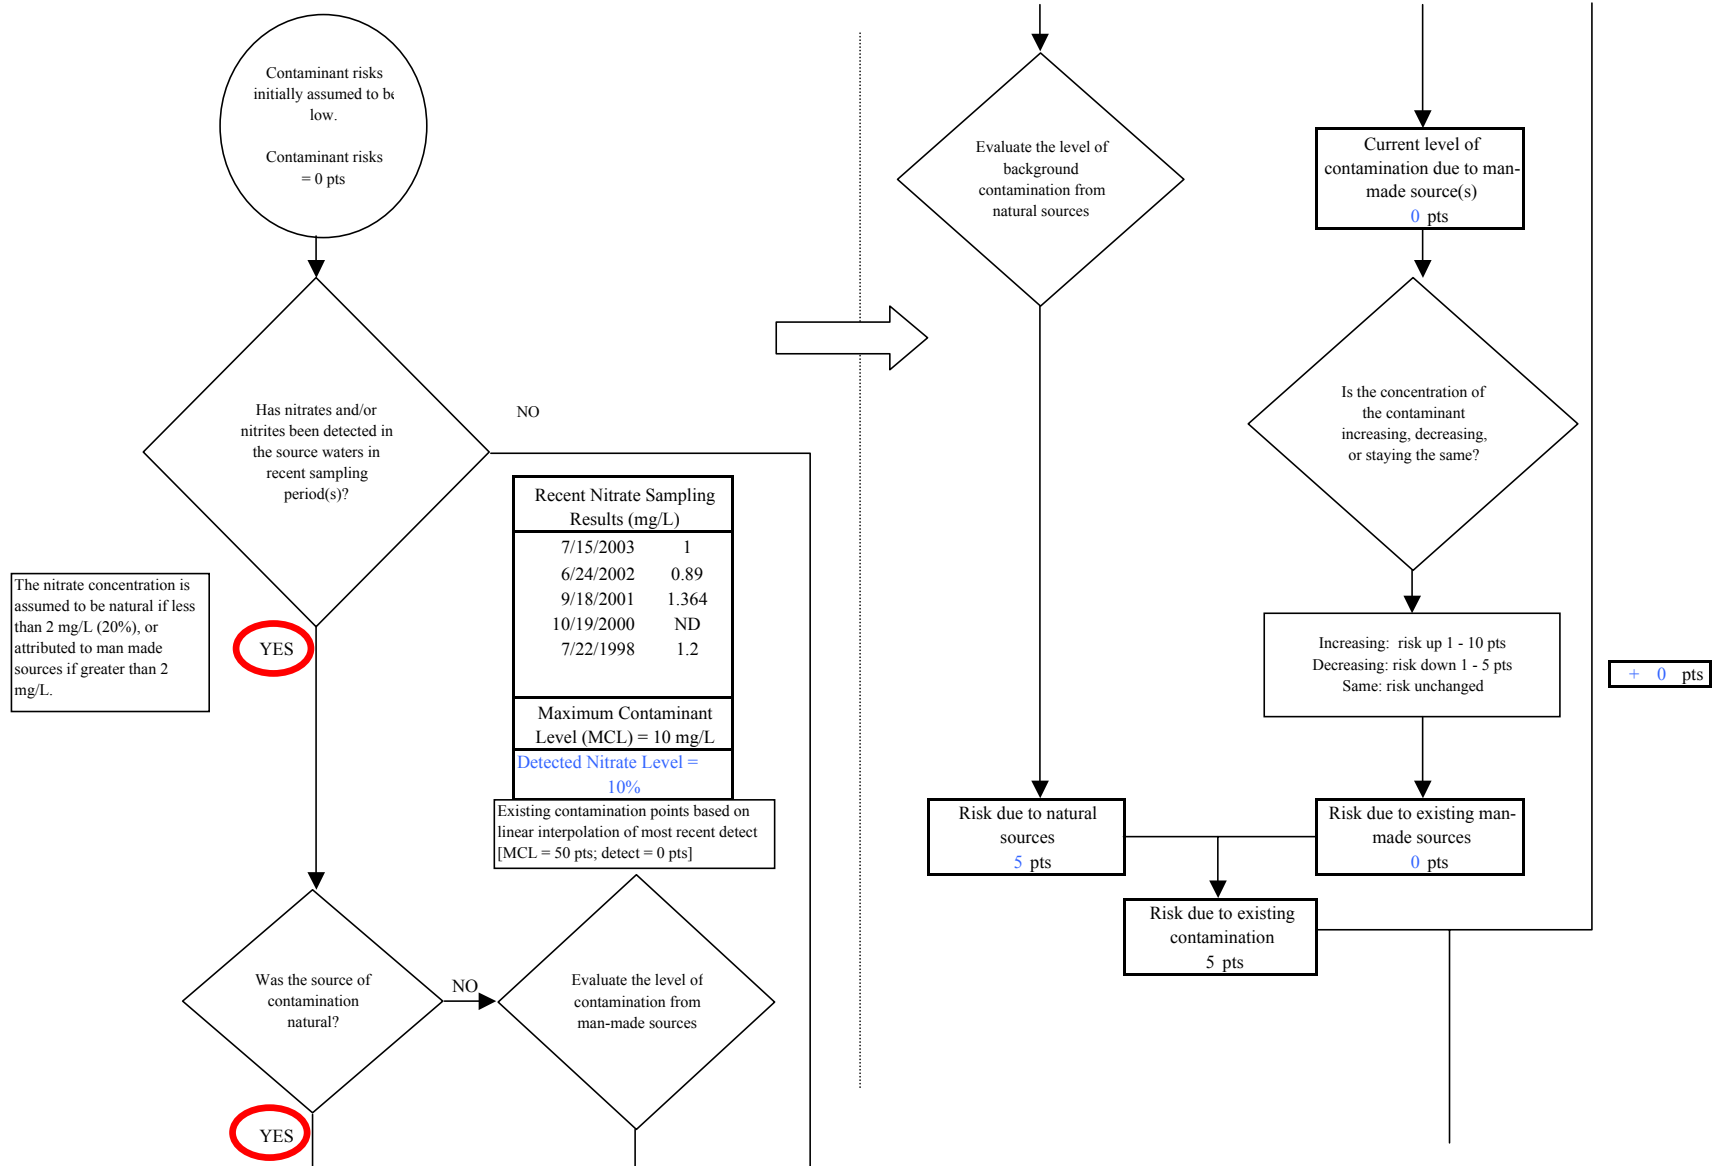 Contaminant risks
initially assumed to be
low.
Contaminant risks
= 0 pts
Has nitrates and/or
nitrites been detected in
the source waters in
recent sampling
period(s)?
NO
The nitrate concentration is
assumed to be natural if less
than 2 mg/L (20%), or
attributed to man made
sources if greater than 2
mg/L.
YES
Recent Nitrate Sampling
Results (mg/L)
7/15/2003 1
6/24/2002 0.89
9/18/2001 1.364
10/19/2000 ND
7/22/1998 1.2
Maximum Contaminant
Level (MCL) = 10 mg/L
Detected Nitrate Level =
10%
Existing contamination points based on
linear interpolation of most recent detect
[MCL = 50 pts; detect = 0 pts]
Was the source of
contamination
natural?
NO
Evaluate the level of
contamination from
man-made sources
YES
Evaluate the level of
background
contamination from
natural sources
Current level of
contamination due to man-
made source(s)
0 pts
Is the concentration of
the contaminant
increasing, decreasing,
or staying the same?
Increasing: risk up 1 - 10 pts
Decreasing: risk down 1 - 5 pts
Same: risk unchanged
+ 0 pts
Risk due to natural
sources
5 pts
Risk due to existing man-
made sources
0 pts
Risk due to existing
contamination
5 pts